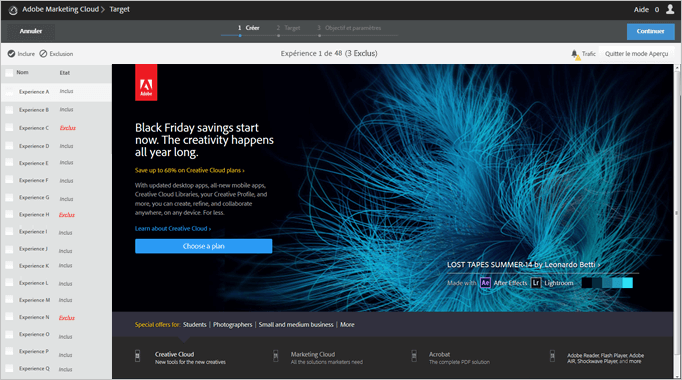 Adobe Marketing Cloud > Target
Aide 0
Annuler
1 Créer
2 Target
3 Objectif et paramètres
Continuer
Inclure Exclusion
Expérience 1 de 48 (3 Exclus)
Trafic
Quitter le mode Aperçu
Nom Etat
Experience A Inclus
Experience B Inclus
Experience C Exclus
Experience D Inclus
Experience E Inclus
Experience F Inclus
Experience G Inclus
Experience H Exclus
Experience I Inclus
Experience J Inclus
Experience K Inclus
Experience L Inclus
Experience M Inclus
Experience N Exclus
Experience O Inclus
Experience P Inclus
Experience Q Inclus
Adobe
Black Friday savings start
now. The creativity happens
all year long.
Save up to 68% on Creative Cloud plans ›
With updated desktop apps, all-new mobile apps,
Creative Cloud Libraries, your Creative Profile, and
more, you can create, refine, and collaborate
anywhere, on any device. For less.
Learn about Creative Cloud ›
Choose a plan
LOST TAPES SUMMER-14 by Leonardo Betti ›
Made with Ae After Effects Lr Lightroom
Special offers for: Students | Photographers | Small and medium business | More
Creative Cloud
New tools for the new creatives
Marketing Cloud
All the solutions marketers need
Acrobat
The complete PDF solution
Adobe Reader, Flash Player, Adobe
AIR, Shockwave Player, and more